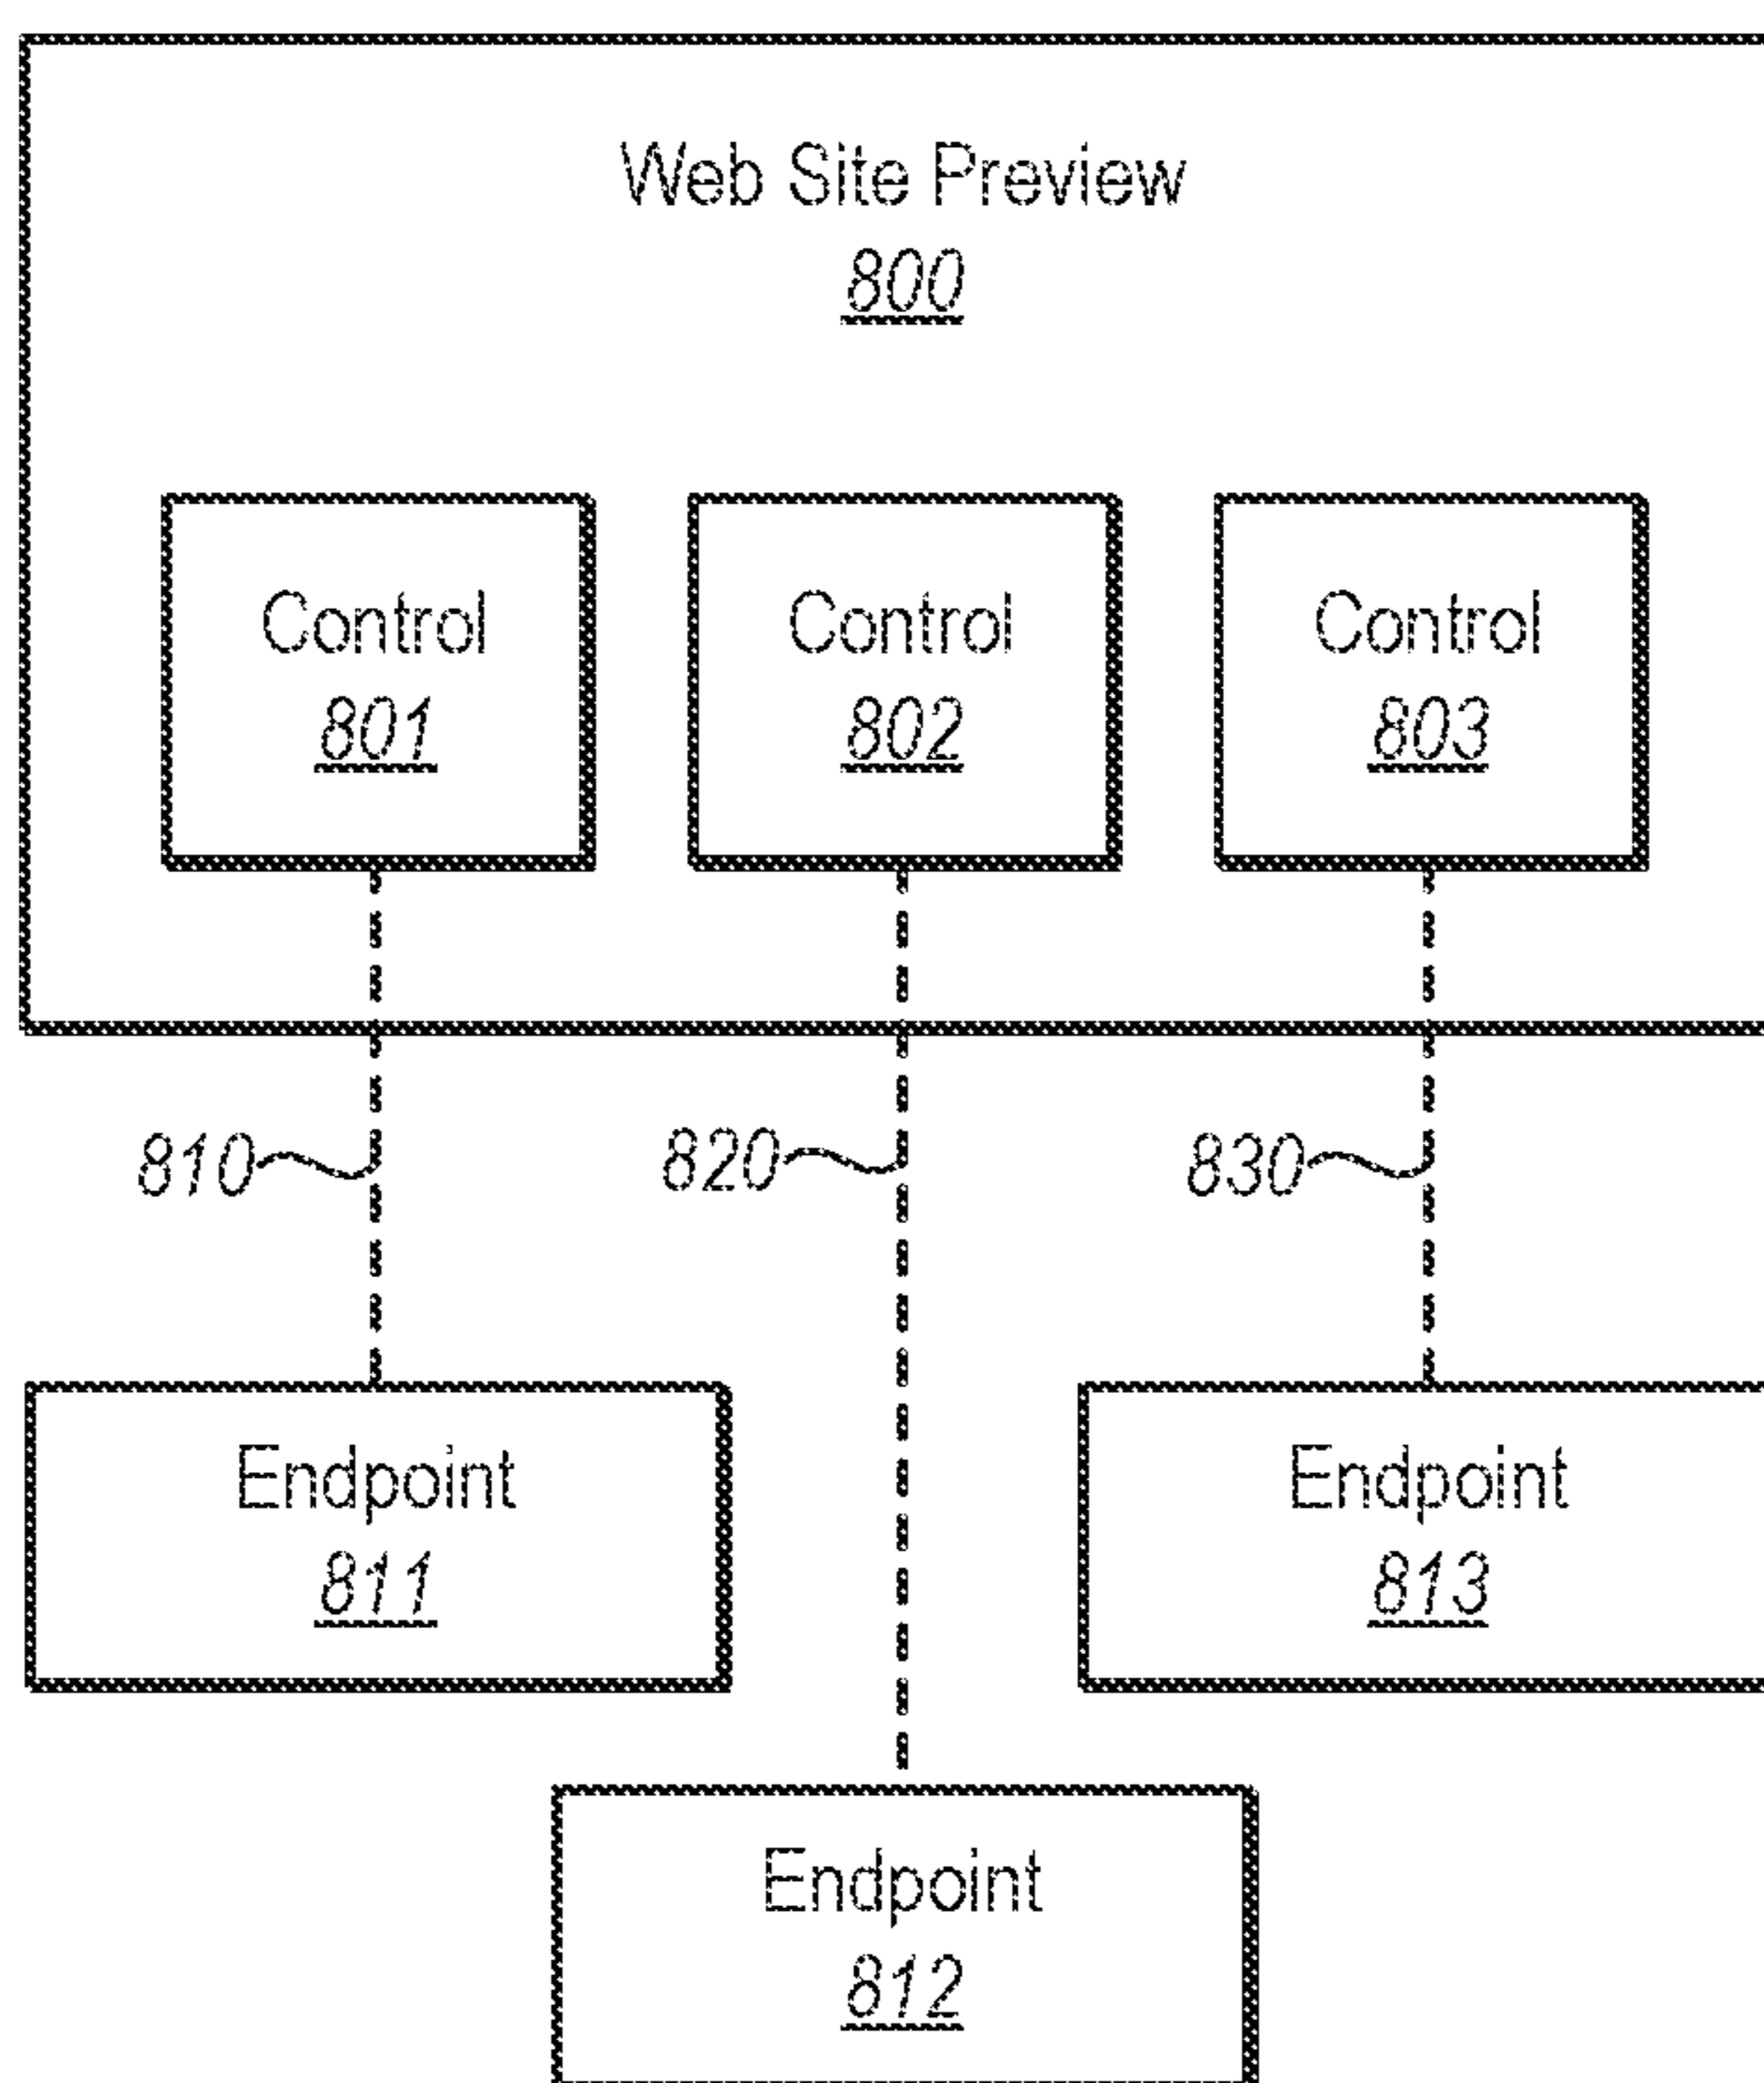 Web Site Preview
800
Control
801
Control
802
Control
803
810
820
830
Endpoint
811
Endpoint
813
Endpoint
812